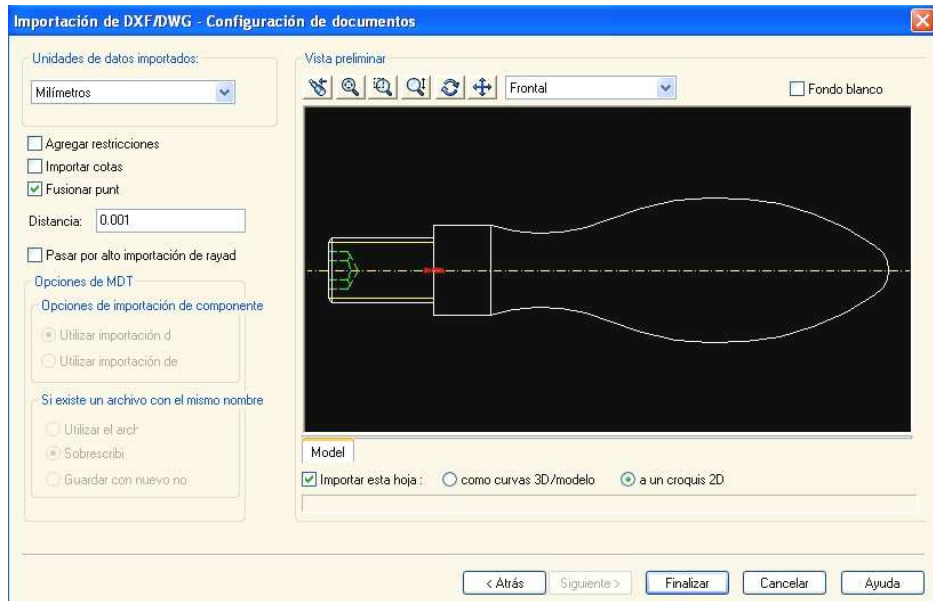 Importación de DXF/DWG - Configuración de documentos
Unidades de datos importados:
Milímetros
Agregar restricciones
Importar cotas
Fusionar punt
Distancia: 0.001
Pasar por alto importación de rayad
Opciones de MDT
Opciones de importación de componente
Utilizar importación d
Utilizar importación de
Si existe un archivo con el mismo nombre
Utilizar el arch
Sobrescribi
Guardar con nuevo no
Vista preliminar
Frontal
Fondo blanco
Model
Importar esta hoja : como curvas 3D/modelo a un croquis 2D
< Atrás Siguiente > Finalizar Cancelar Ayuda